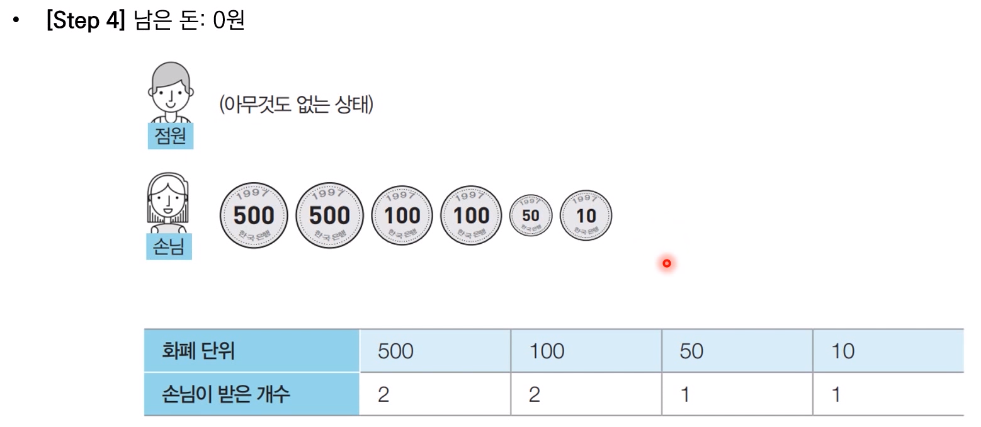 • [Step 4] 남은 돈: 0원
(아무것도 없는 상태)
점원
1997 1997 1997 1997 1997 1997
500 500 100 100 50 10
한국은행 한국은행 한국은행 한국은행 한국은행 한국은행
손님
화폐 단위 500 100 50 10
손님이 받은 개수 2 2 1 1